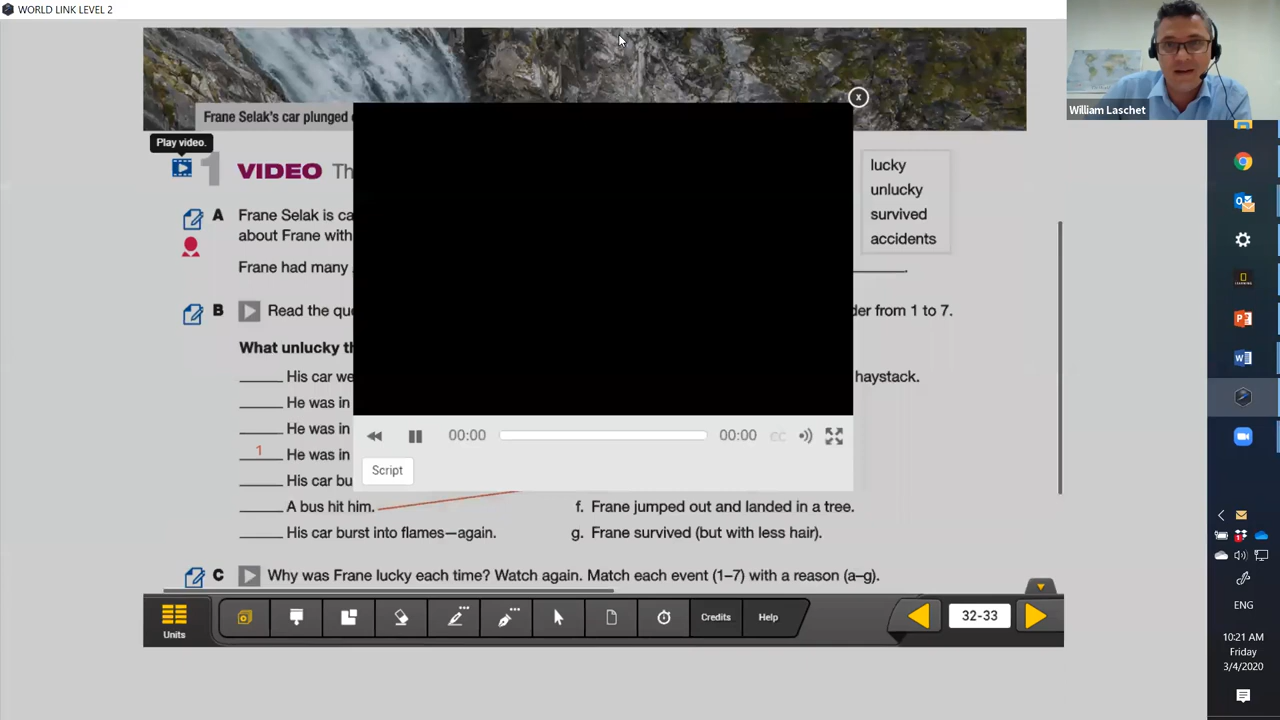 WORLD LINK LEVEL 2
William Laschet
Frane Selak's car plunged
Play video.
x
1 VIDEO Th
A Frane Selak is ca
about Frane with
Frane had many
lucky
unlucky
survived
accidents
B Read the que
der from 1 to 7.
What unlucky th
His car we
haystack.
He was in
He was in
1 He was in
His car bu
A bus hit him.
His car burst into flames—again.
f. Frane jumped out and landed in a tree.
g. Frane survived (but with less hair).
00:00
00:00
CC
Script
C Why was Frane lucky each time? Watch again. Match each event (1–7) with a reason (a–g).
Units
Credits
Help
32-33
LEARNING
ENG
10:21 AM
Friday
3/4/2020